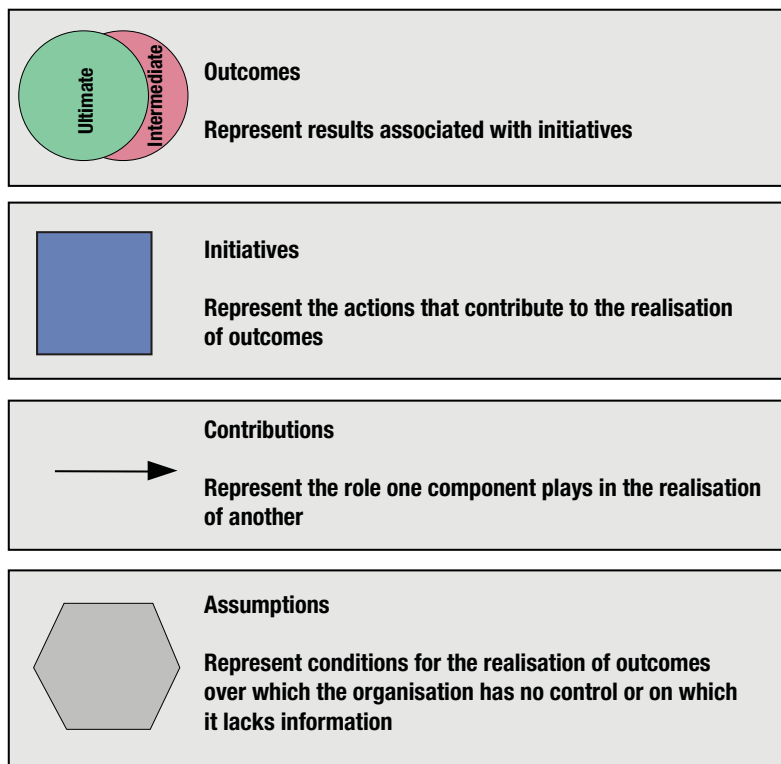 Ultimate
Intermediate
Outcomes
Represent results associated with initiatives
Initiatives
Represent the actions that contribute to the realisation
of outcomes
Contributions
Represent the role one component plays in the realisation
of another
Assumptions
Represent conditions for the realisation of outcomes
over which the organisation has no control or on which
it lacks information